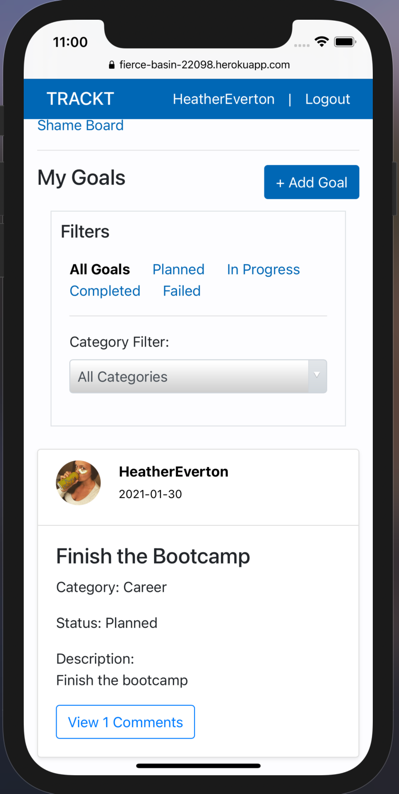 11:00
fierce-basin-22098.herokuapp.com
TRACKT HeatherEverton | Logout
Shame Board
My Goals + Add Goal
Filters
All Goals Planned In Progress
Completed Failed
Category Filter:
All Categories
HeatherEverton
2021-01-30
Finish the Bootcamp
Category: Career
Status: Planned
Description:
Finish the bootcamp
View 1 Comments